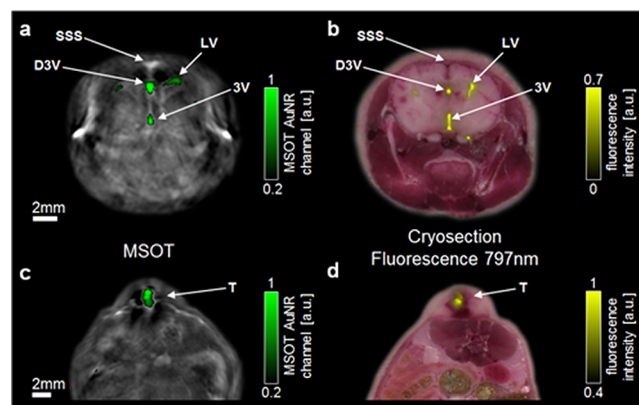 a
SSS
D3V
LV
3V
1
MSOT AuNR
channel [a.u.]
0.2
2mm
b
SSS
D3V
LV
3V
0.7
fluorescence
intensity [a.u.]
0
MSOT
Cryosection
Fluorescence 797nm
c
T
1
MSOT AuNR
channel [a.u.]
0.2
2mm
d
T
1
fluorescence
intensity [a.u.]
0.4